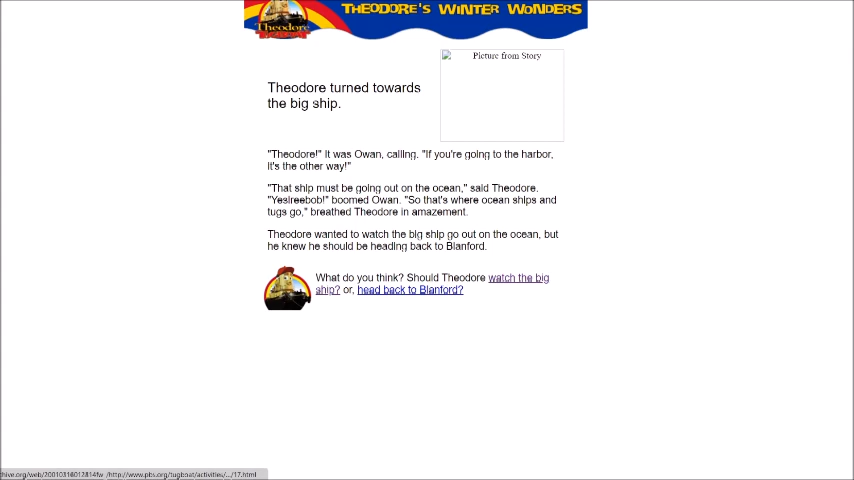 THEODORE'S WINTER WONDERS
Theodore
Picture from Story
Theodore turned towards
the big ship.
"Theodore!" It was Owan, calling. "If you're going to the harbor,
it's the other way!"
"That ship must be going out on the ocean," said Theodore.
"Yesireebob!" boomed Owan. "So that's where ocean ships and
tugs go," breathed Theodore in amazement.
Theodore wanted to watch the big ship go out on the ocean, but
he knew he should be heading back to Blanford.
What do you think? Should Theodore watch the big
ship? or, head back to Blanford?